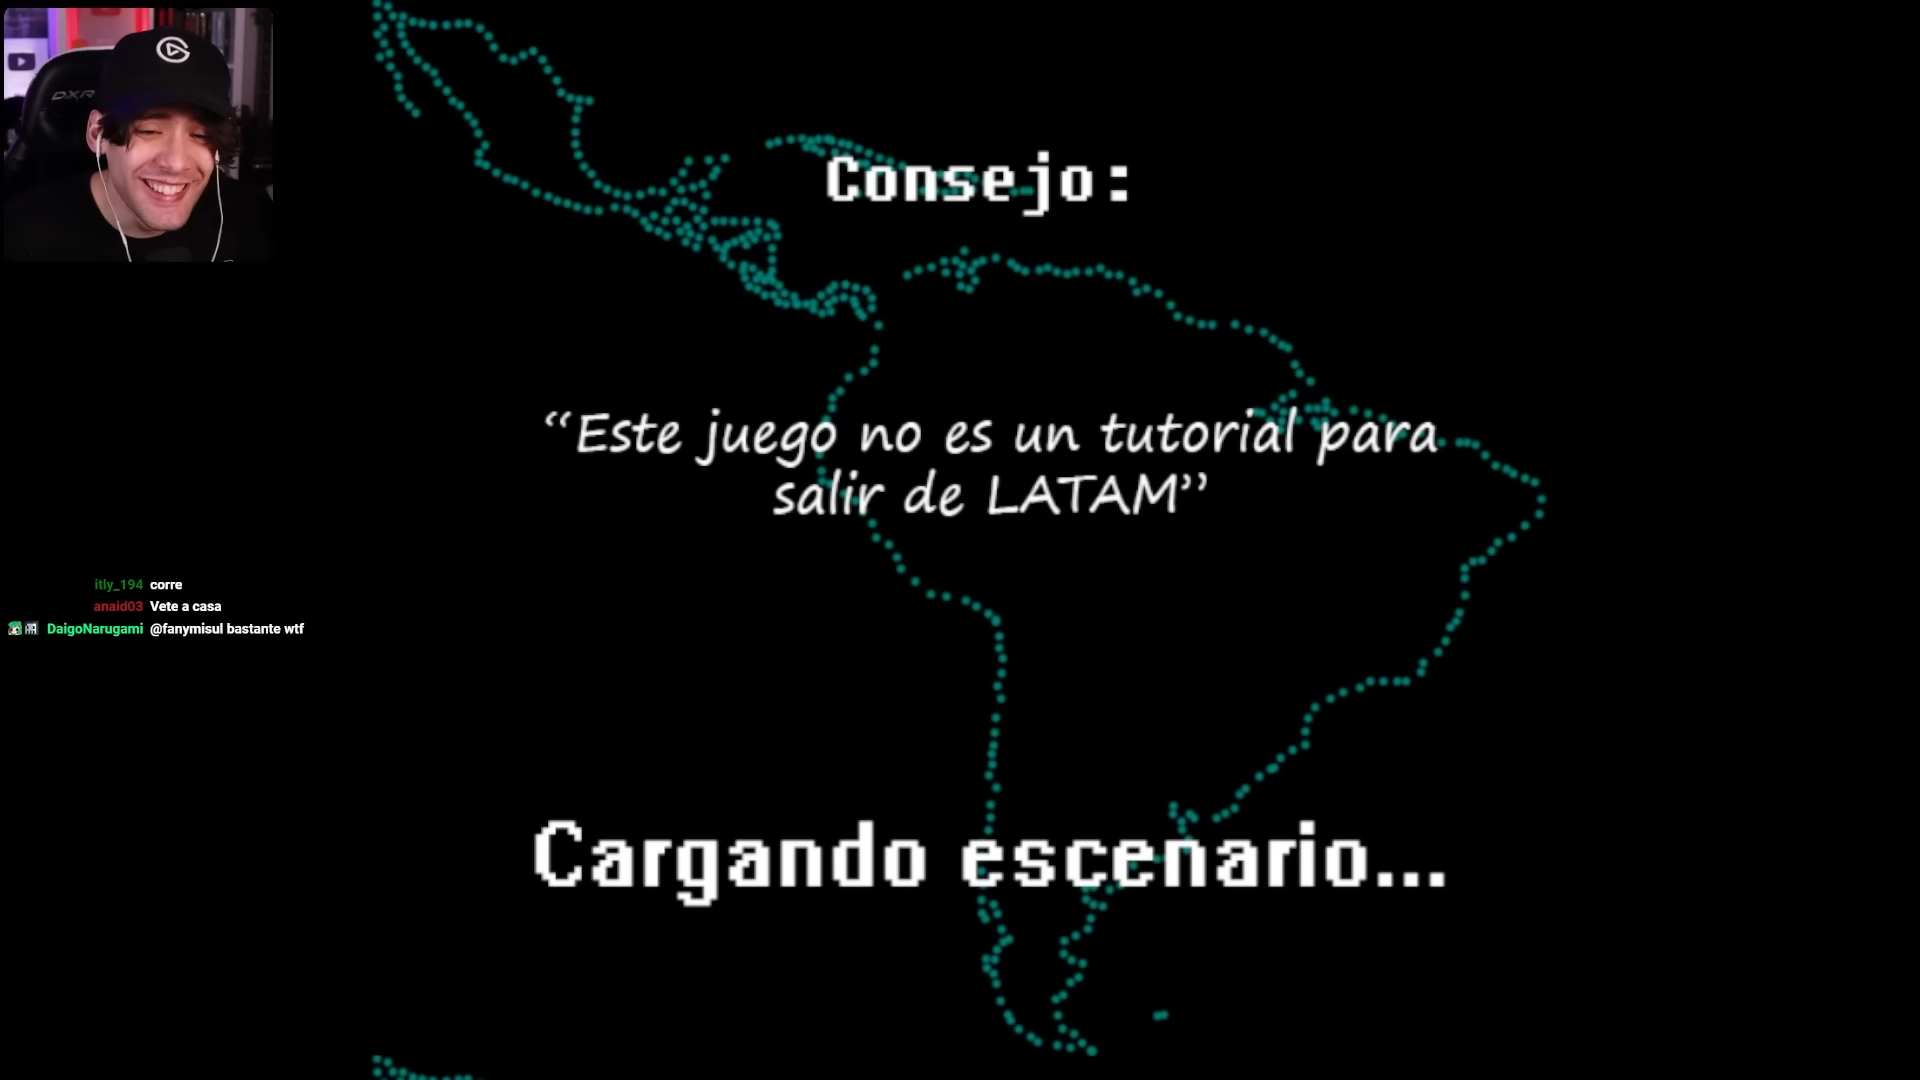 DXR
Consejo:
“Este juego no es un tutorial para
salir de LATAM”
itly_194 corre
anaid03 Vete a casa
DaigoNarugami @fanymisul bastante wtf
Cargando escenario...